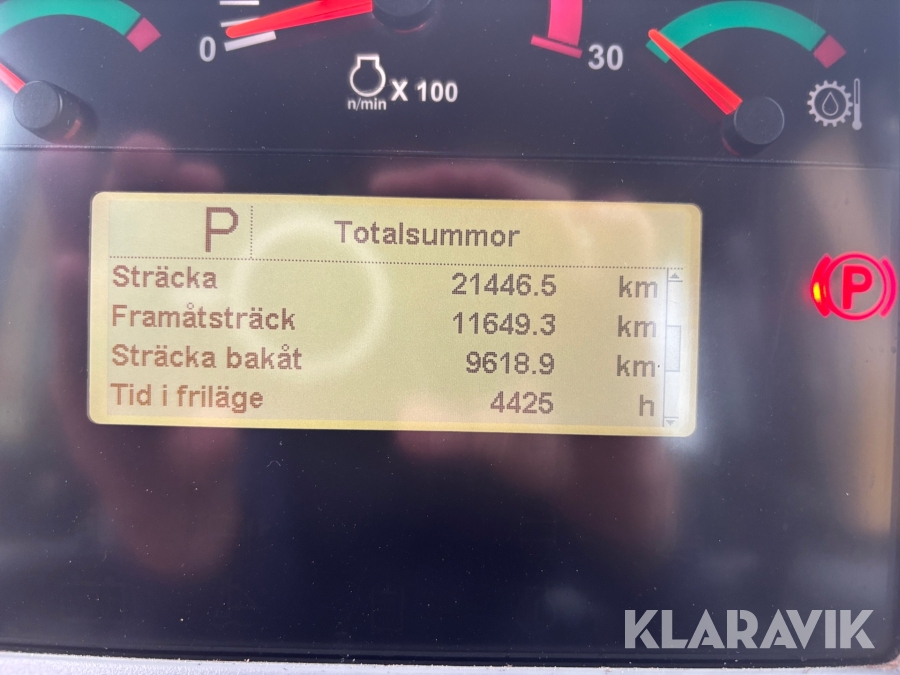 0
30
n/min X 100
P Totalsummor
Sträcka 21446.5 km
Framåtsträck 11649.3 km
Sträcka bakåt 9618.9 km
Tid i friläge 4425 h
P
KLARAVIK